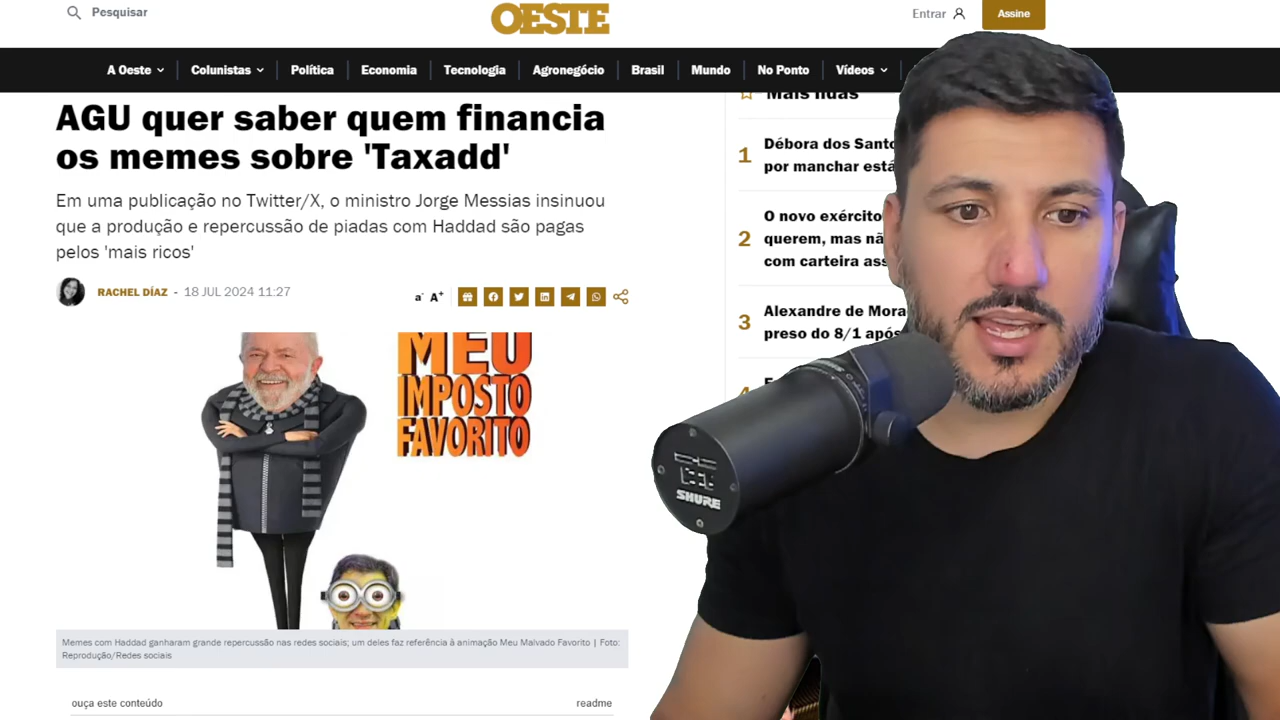 Pesquisar
OESTE
Entrar
Assine
A Oeste
Colunistas
Política
Economia
Tecnologia
Agronegócio
Brasil
Mundo
No Ponto
Vídeos
AGU quer saber quem financia
os memes sobre 'Taxadd'
Em uma publicação no Twitter/X, o ministro Jorge Messias insinuou
que a produção e repercussão de piadas com Haddad são pagas
pelos 'mais ricos'
RACHEL DÍAZ - 18 JUL 2024 11:27
a- A+
MEU
IMPOSTO
FAVORITO
Memes com Haddad ganharam grande repercussão nas redes sociais; um deles faz referência à animação Meu Malvado Favorito | Foto:
Reprodução/Redes sociais
ouça este conteúdo
readme
Mais lidas
1
Débora dos Santo
por manchar está
2
O novo exército
querem, mas nã
com carteira ass
3
Alexandre de Mora
preso do 8/1 após
4
SHURE